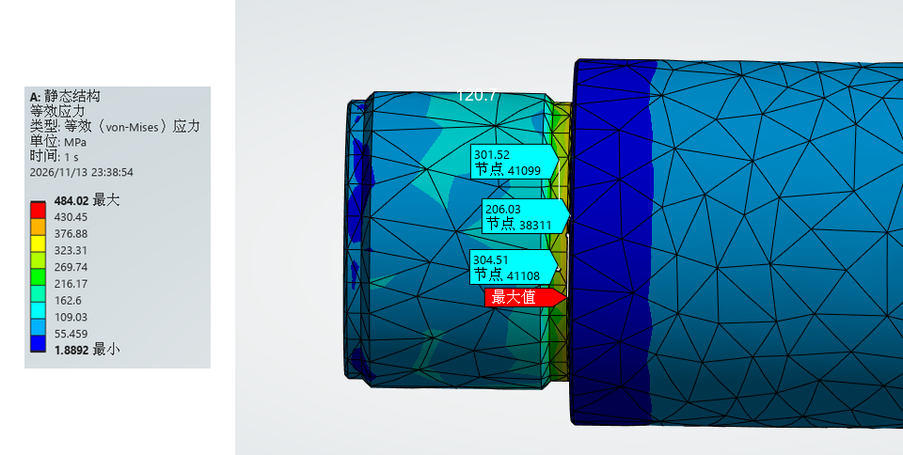 A: 静态结构
等效应力
类型: 等效（von-Mises）应力
单位: MPa
时间: 1 s
2026/11/13 23:38:54
484.02 最大
430.45
376.88
323.31
269.74
216.17
162.6
109.03
55.459
1.8892 最小
120.7
301.52
节点 41099
206.03
节点 38311
304.51
节点 41108
最大值